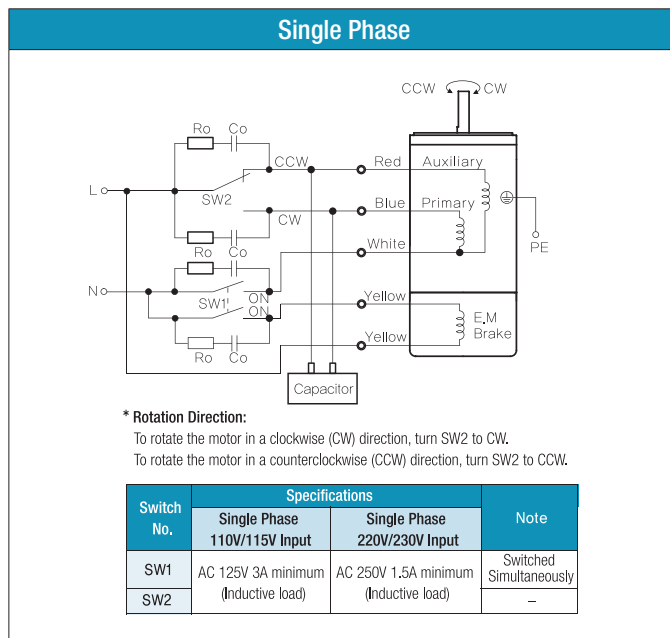 Single Phase
CCW CW
Ro Co
CCW Red Auxiliary
L SW2
Blue Primary
CW
White
Ro Co
PE
Ro Co
N ON
SW1 ON
Yellow
E.M
Brake
Yellow
Ro Co
Capacitor
* Rotation Direction:
To rotate the motor in a clockwise (CW) direction, turn SW2 to CW.
To rotate the motor in a counterclockwise (CCW) direction, turn SW2 to CCW.
Switch No. Specifications Note
Single Phase 110V/115V Input Single Phase 220V/230V Input
SW1 AC 125V 3A minimum (Inductive load) AC 250V 1.5A minimum (Inductive load) Switched Simultaneously
SW2 –